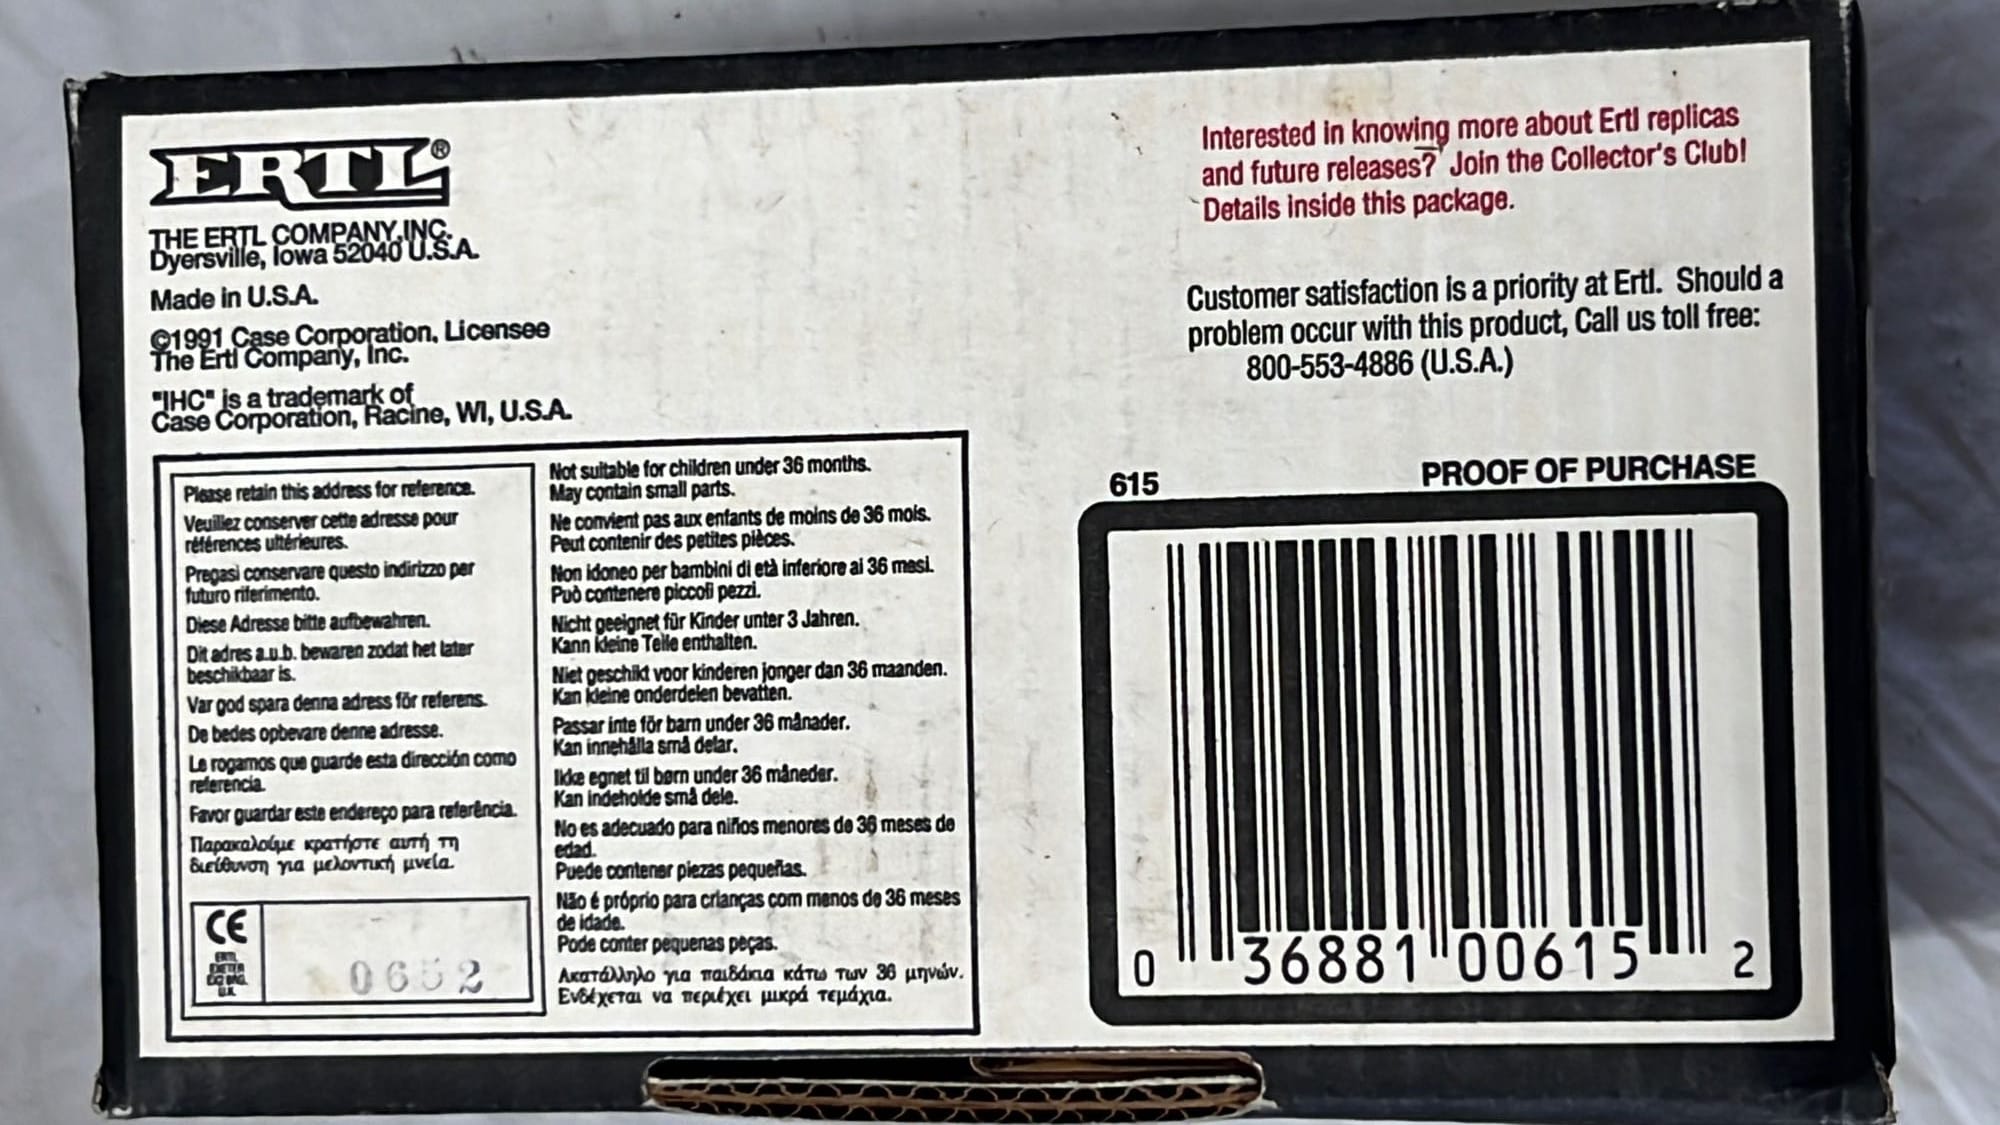 ERTL®
THE ERTL COMPANY, INC.
Dyersville, Iowa 52040 U.S.A.
Made in U.S.A.
©1991 Case Corporation, Licensee
The Ertl Company, Inc.
"IHC" is a trademark of
Case Corporation, Racine, WI, U.S.A.
Please retain this address for reference.
Veuillez conserver cette adresse pour
références ultérieures.
Pregasi conservare questo indirizzo per
futuro riferimento.
Diese Adresse bitte aufbewahren.
Dit adres a.u.b. bewaren zodat het later
beschikbaar is.
Var god spara denna adress för referens.
De bedes opbevare denne adresse.
Le rogamos que guarde esta dirección como
referencia.
Favor guardar este endereço para referência.
Παρακαλούμε κρατήστε αυτή τη
διεύθυνση για μελοντική μνεία.
CE
ERTL
EXETER
U.K.
0652
Not suitable for children under 36 months.
May contain small parts.
Ne convient pas aux enfants de moins de 36 mois.
Peut contenir des petites pièces.
Non idoneo per bambini di età inferiore ai 36 mesi.
Può contenere piccoli pezzi.
Nicht geeignet für Kinder unter 3 Jahren.
Kann kleine Teile enthalten.
Niet geschikt voor kinderen jonger dan 36 maanden.
Kan kleine onderdelen bevatten.
Passar inte för barn under 36 månader.
Kan innehålla små delar.
Ikke egnet til børn under 36 måneder.
Kan indeholde små dele.
No es adecuado para niños menores de 36 meses de
edad.
Puede contener piezas pequeñas.
Não é próprio para crianças com menos de 36 meses
de idade.
Pode conter pequenas peças.
Ακατάλληλο για παιδάκια κάτω των 36 μηνών.
Ενδέχεται να περιέχει μικρά τεμάχια.
Interested in knowing more about Ertl replicas
and future releases? Join the Collector's Club!
Details inside this package.
Customer satisfaction is a priority at Ertl. Should a
problem occur with this product, Call us toll free:
800-553-4886 (U.S.A.)
615 PROOF OF PURCHASE
0 36881 00615 2